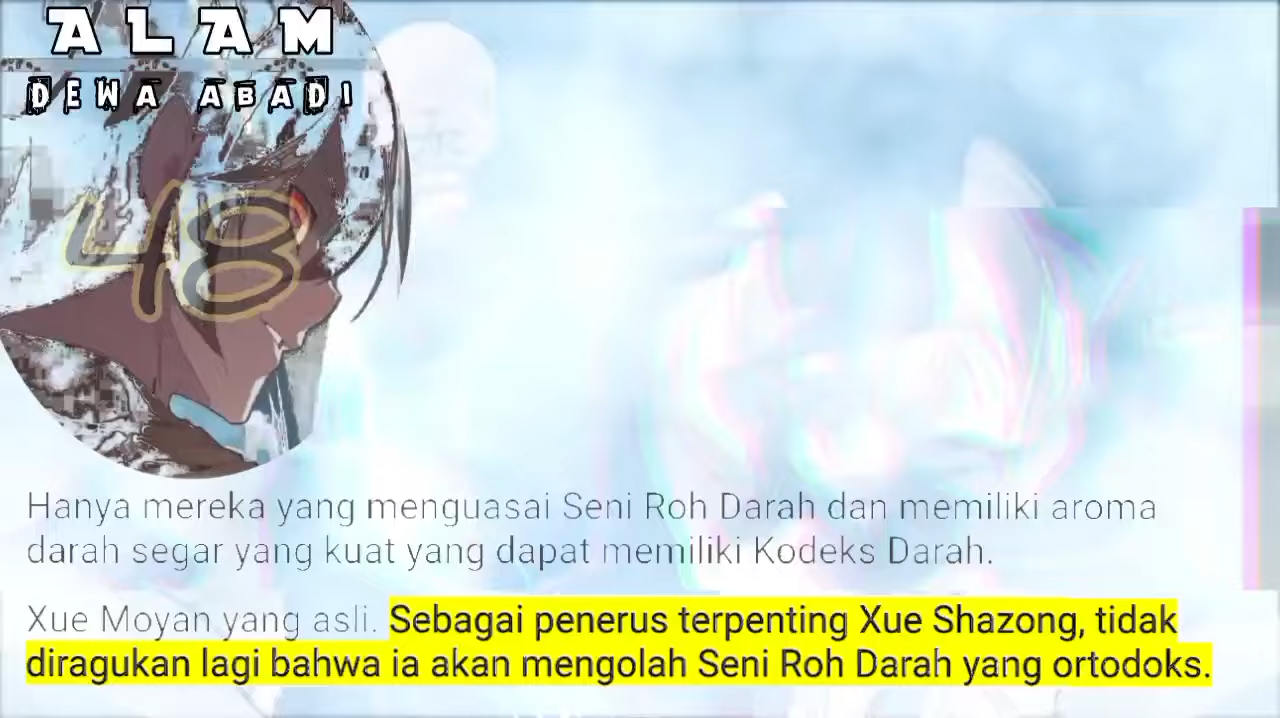 ALAM
DEWA ABADI
48
Hanya mereka yang menguasai Seni Roh Darah dan memiliki aroma
darah segar yang kuat yang dapat memiliki Kodeks Darah.
Xue Moyan yang asli. Sebagai penerus terpenting Xue Shazong, tidak
diragukan lagi bahwa ia akan mengolah Seni Roh Darah yang ortodoks.